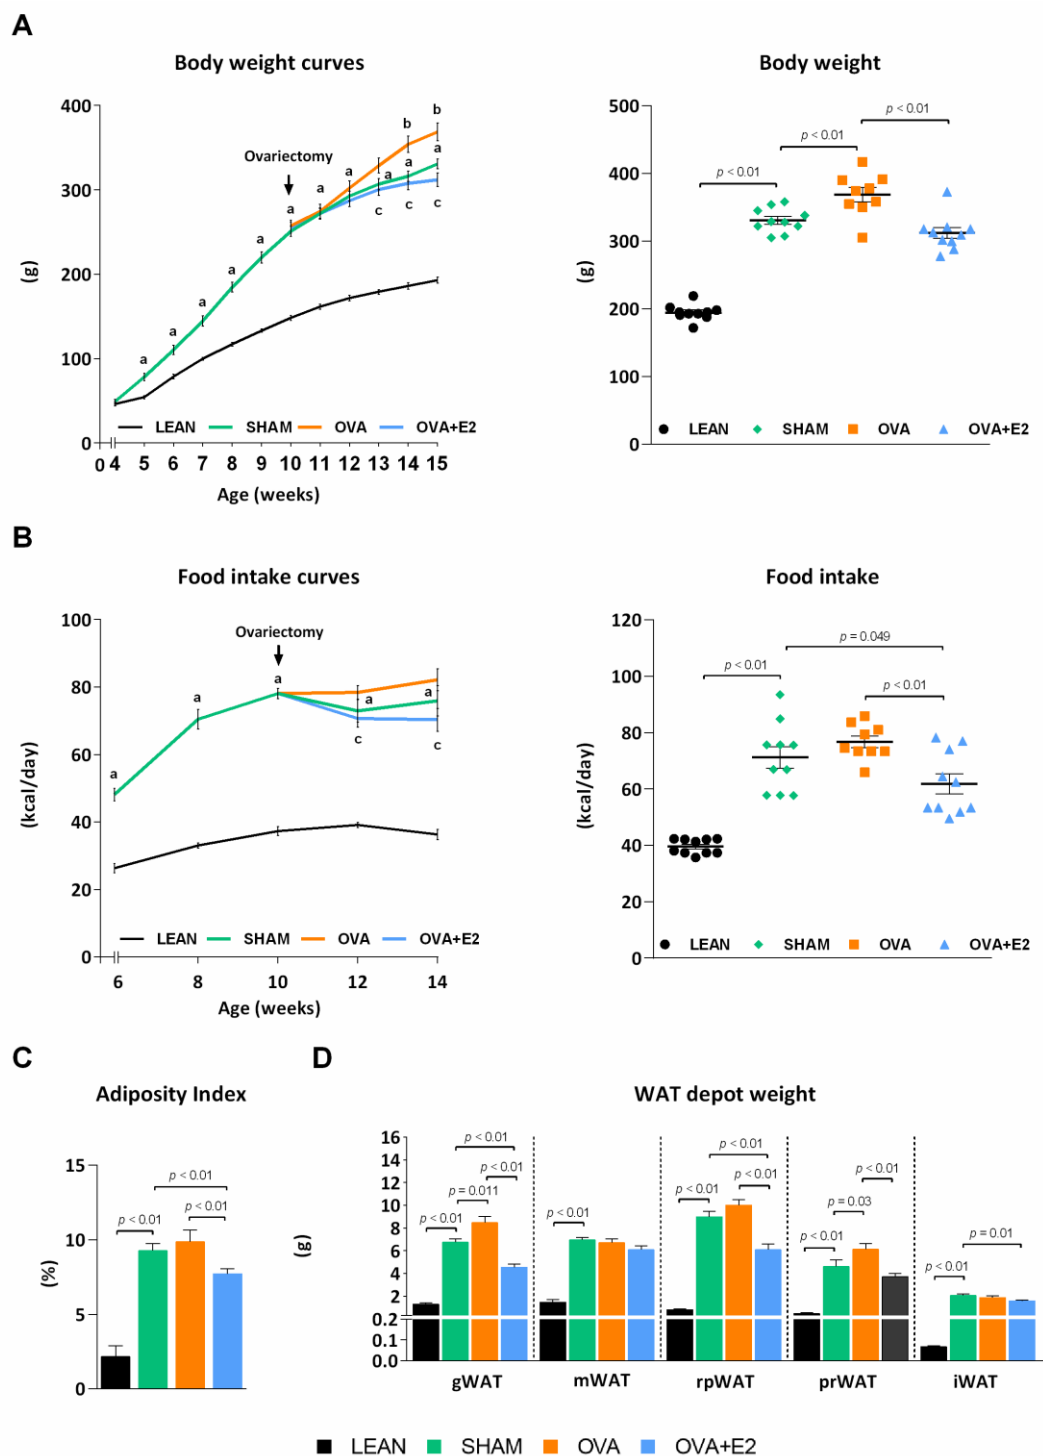 A
Body weight curves
400
300
200
100
0
(g)
Ovariectomy
a
a
a
a
a
a
a
a
a
a
a
b
b
c
c
c
LEAN SHAM OVA OVA+E2
0 4 5 6 7 8 9 10 11 12 13 14 15
Age (weeks)
Body weight
500
400
300
200
100
0
(g)
p < 0.01
p < 0.01
p < 0.01
LEAN SHAM OVA OVA+E2
B
Food intake curves
100
80
60
40
20
0
(kcal/day)
Ovariectomy
a
a
a
a
a
c
c
LEAN SHAM OVA OVA+E2
6 8 10 12 14
Age (weeks)
Food intake
120
100
80
60
40
20
0
(kcal/day)
p = 0.049
p < 0.01
p < 0.01
LEAN SHAM OVA OVA+E2
C
Adiposity Index
15
10
5
0
(%)
p < 0.01
p < 0.01
p < 0.01
D
WAT depot weight
16
14
12
10
8
6
4
2
0.2
0.1
0.0
(g)
p < 0.01
p < 0.01
p = 0.011
p < 0.01
p < 0.01
p < 0.01
p < 0.01
p < 0.01
p < 0.01
p = 0.03
p < 0.01
p = 0.01
p < 0.01
gWAT mWAT rpWAT prWAT iWAT
LEAN SHAM OVA OVA+E2